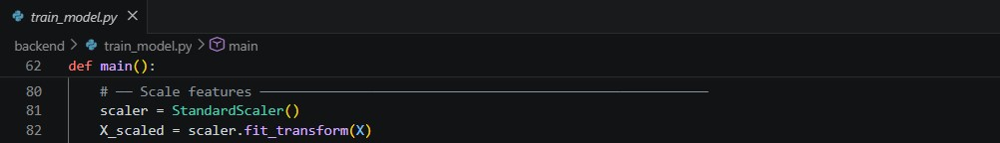 train_model.py
backend > train_model.py > main
62 def main():
80 # —— Scale features ——————————————————————————————
81 scaler = StandardScaler()
82 X_scaled = scaler.fit_transform(X)